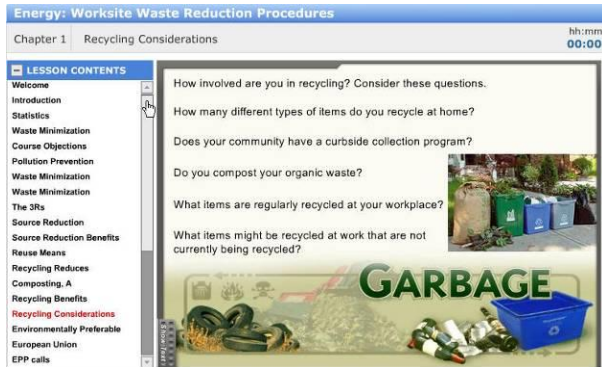 Energy: Worksite Waste Reduction Procedures
Chapter 1 Recycling Considerations
hh:mm
00:00
LESSON CONTENTS
Welcome
Introduction
Statistics
Waste Minimization
Course Objections
Pollution Prevention
Waste Minimization
Waste Minimization
The 3Rs
Source Reduction
Source Reduction Benefits
Reuse Means
Recycling Reduces
Composting, A
Recycling Benefits
Recycling Considerations
Environmentally Preferable
European Union
EPP calls
Show Text
How involved are you in recycling? Consider these questions.
How many different types of items do you recycle at home?
Does your community have a curbside collection program?
Do you compost your organic waste?
What items are regularly recycled at your workplace?
What items might be recycled at work that are not
currently being recycled?
GARBAGE